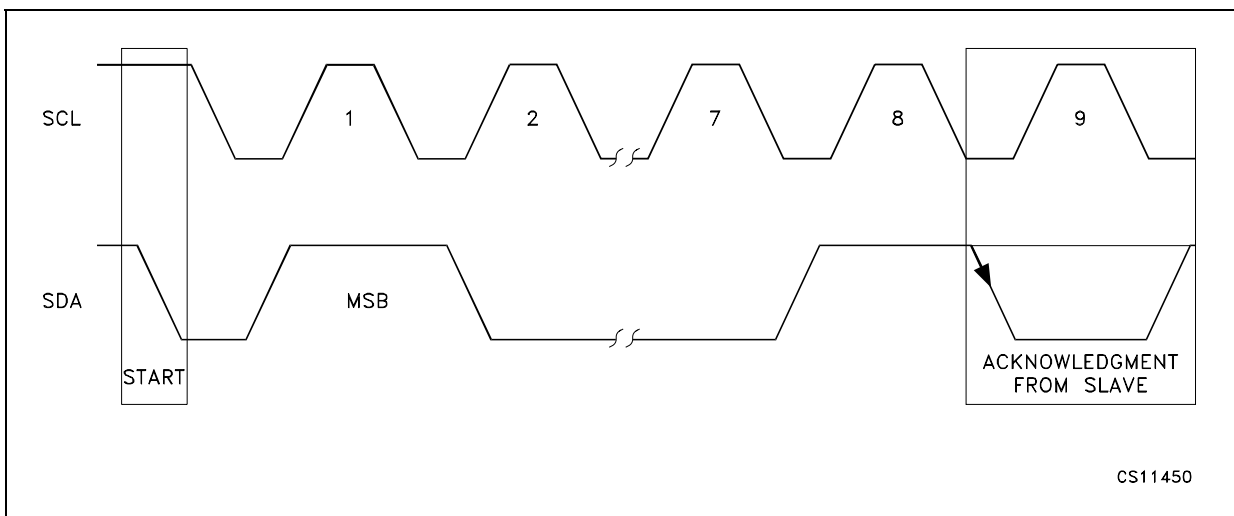 SCL
1
2
7
8
9
SDA
MSB
START
ACKNOWLEDGMENT
FROM SLAVE
CS11450